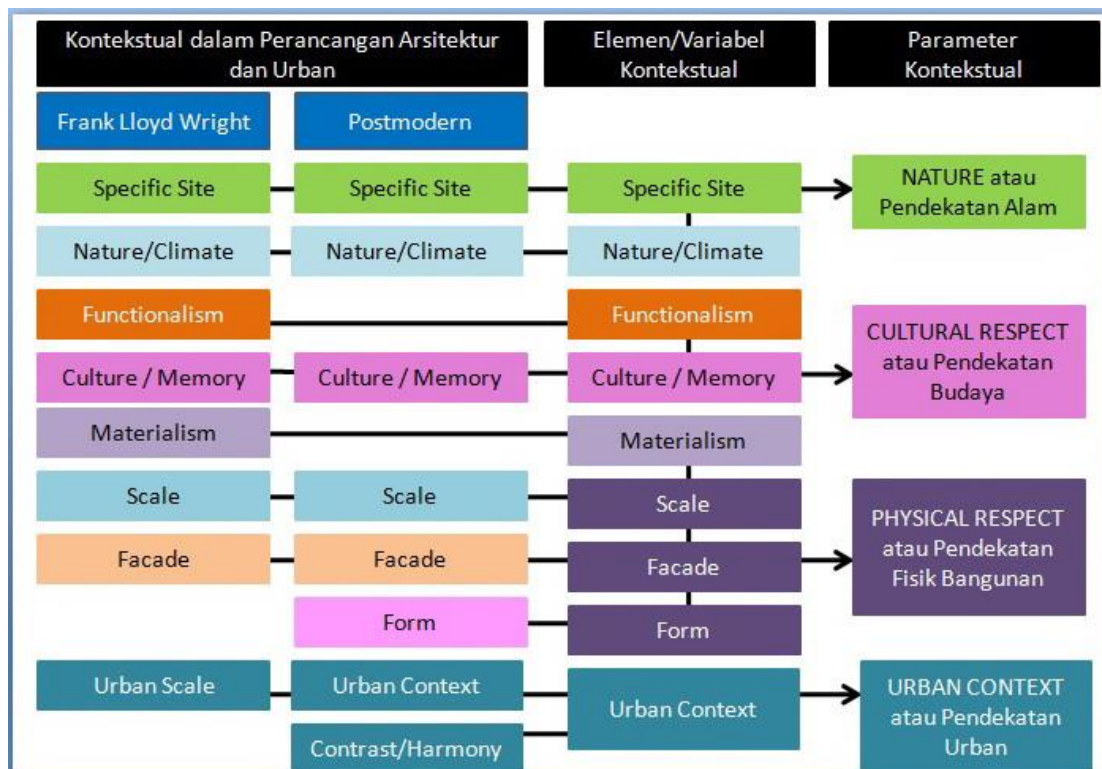 Kontekstual dalam Perancangan Arsitektur
dan Urban
Elemen/Variabel
Kontekstual
Parameter
Kontekstual
Frank Lloyd Wright
Postmodern
Specific Site
Specific Site
Specific Site
NATURE atau
Pendekatan Alam
Nature/Climate
Nature/Climate
Nature/Climate
Functionalism
Functionalism
CULTURAL RESPECT
atau Pendekatan
Budaya
Culture / Memory
Culture / Memory
Culture / Memory
Materialism
Materialism
Scale
Scale
Scale
PHYSICAL RESPECT
atau Pendekatan
Fisik Bangunan
Facade
Facade
Facade
Form
Form
Urban Scale
Urban Context
Urban Context
URBAN CONTEXT
atau Pendekatan
Urban
Contrast/Harmony